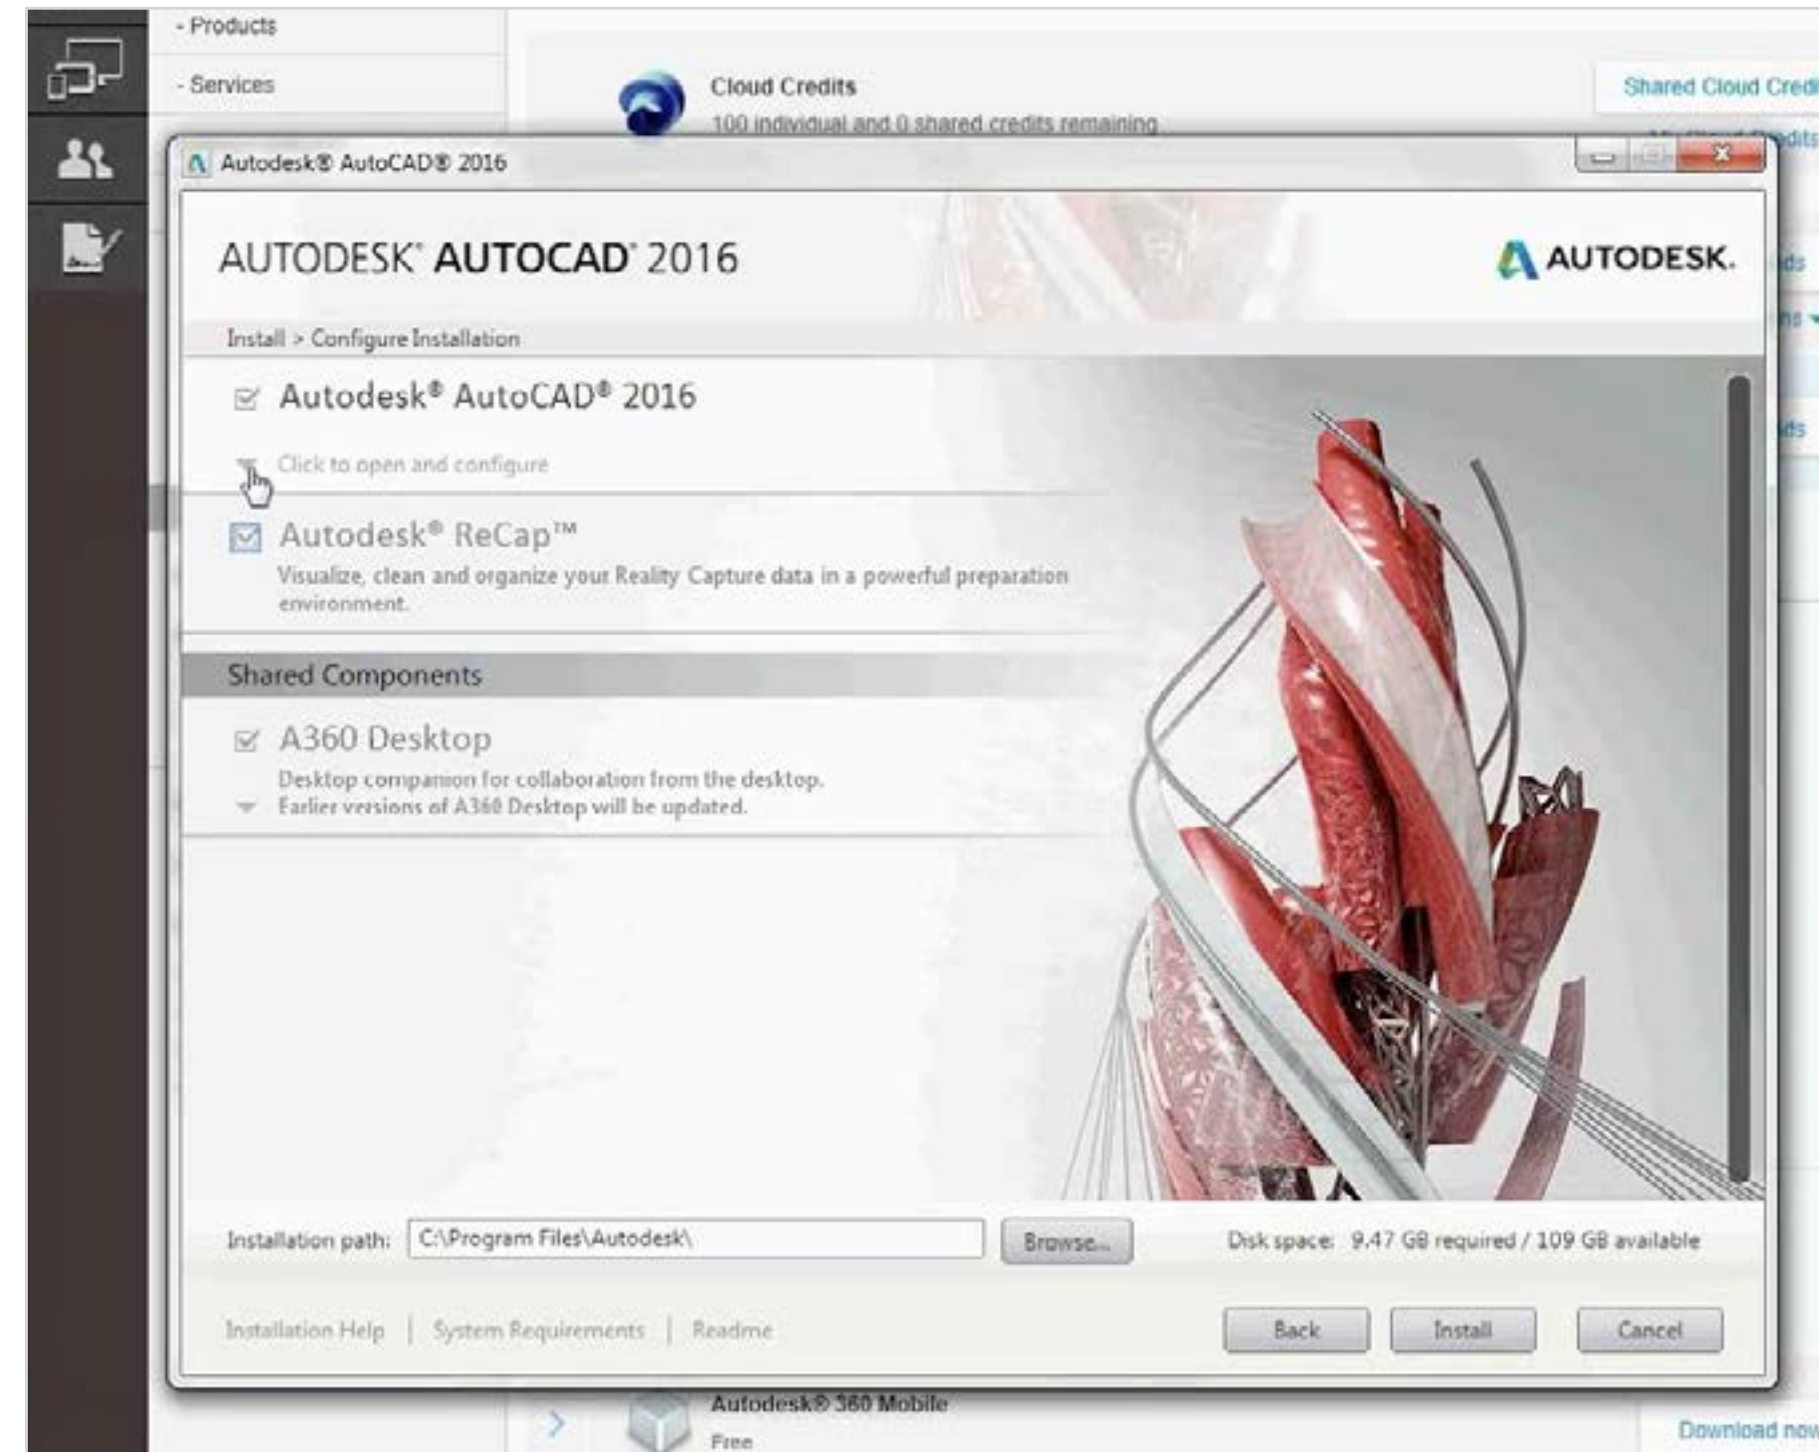 - Products
- Services
Cloud Credits
100 individual and 0 shared credits remaining
Shared Cloud Credi
Autodesk® AutoCAD® 2016
AUTODESK® AUTOCAD® 2016
AUTODESK.
Install > Configure Installation
Autodesk® AutoCAD® 2016
Click to open and configure
Autodesk® ReCap™
Visualize, clean and organize your Reality Capture data in a powerful preparation
environment.
Shared Components
A360 Desktop
Desktop companion for collaboration from the desktop.
Earlier versions of A360 Desktop will be updated.
Installation path: C:\Program Files\Autodesk\ Browse... Disk space: 9.47 GB required / 109 GB available
Installation Help | System Requirements | Readme Back Install Cancel
Autodesk® 360 Mobile
Free
Download now